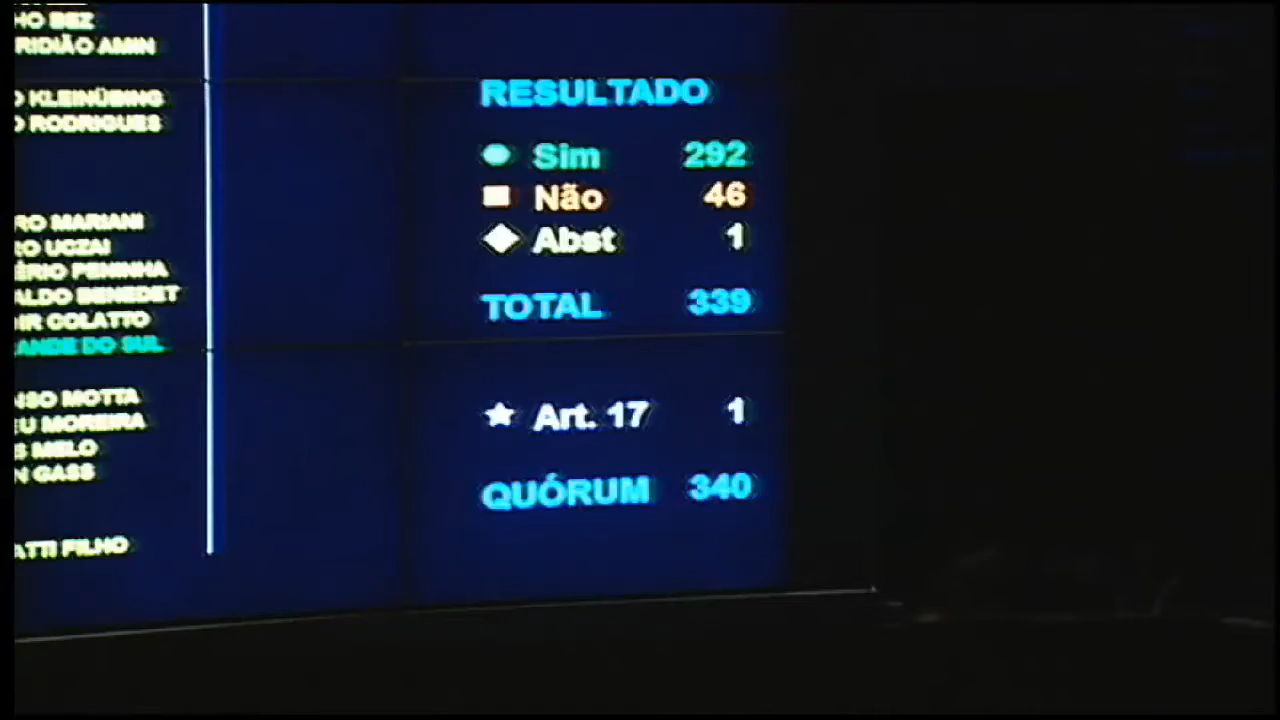 HO BEZ
RIDIÃO AMIN
O KLEINÜBING
O RODRIGUES
RO MARIANI
RO UCZAI
ÉRIO PENINHA
ALDO BENEDET
DIR COLATTO
ANDE DO SUL
NSO MOTTA
EU MOREIRA
S MELO
N GASS
ATTI FILHO
RESULTADO
Sim 292
Não 46
Abst 1
TOTAL 339
Art. 17 1
QUÓRUM 340